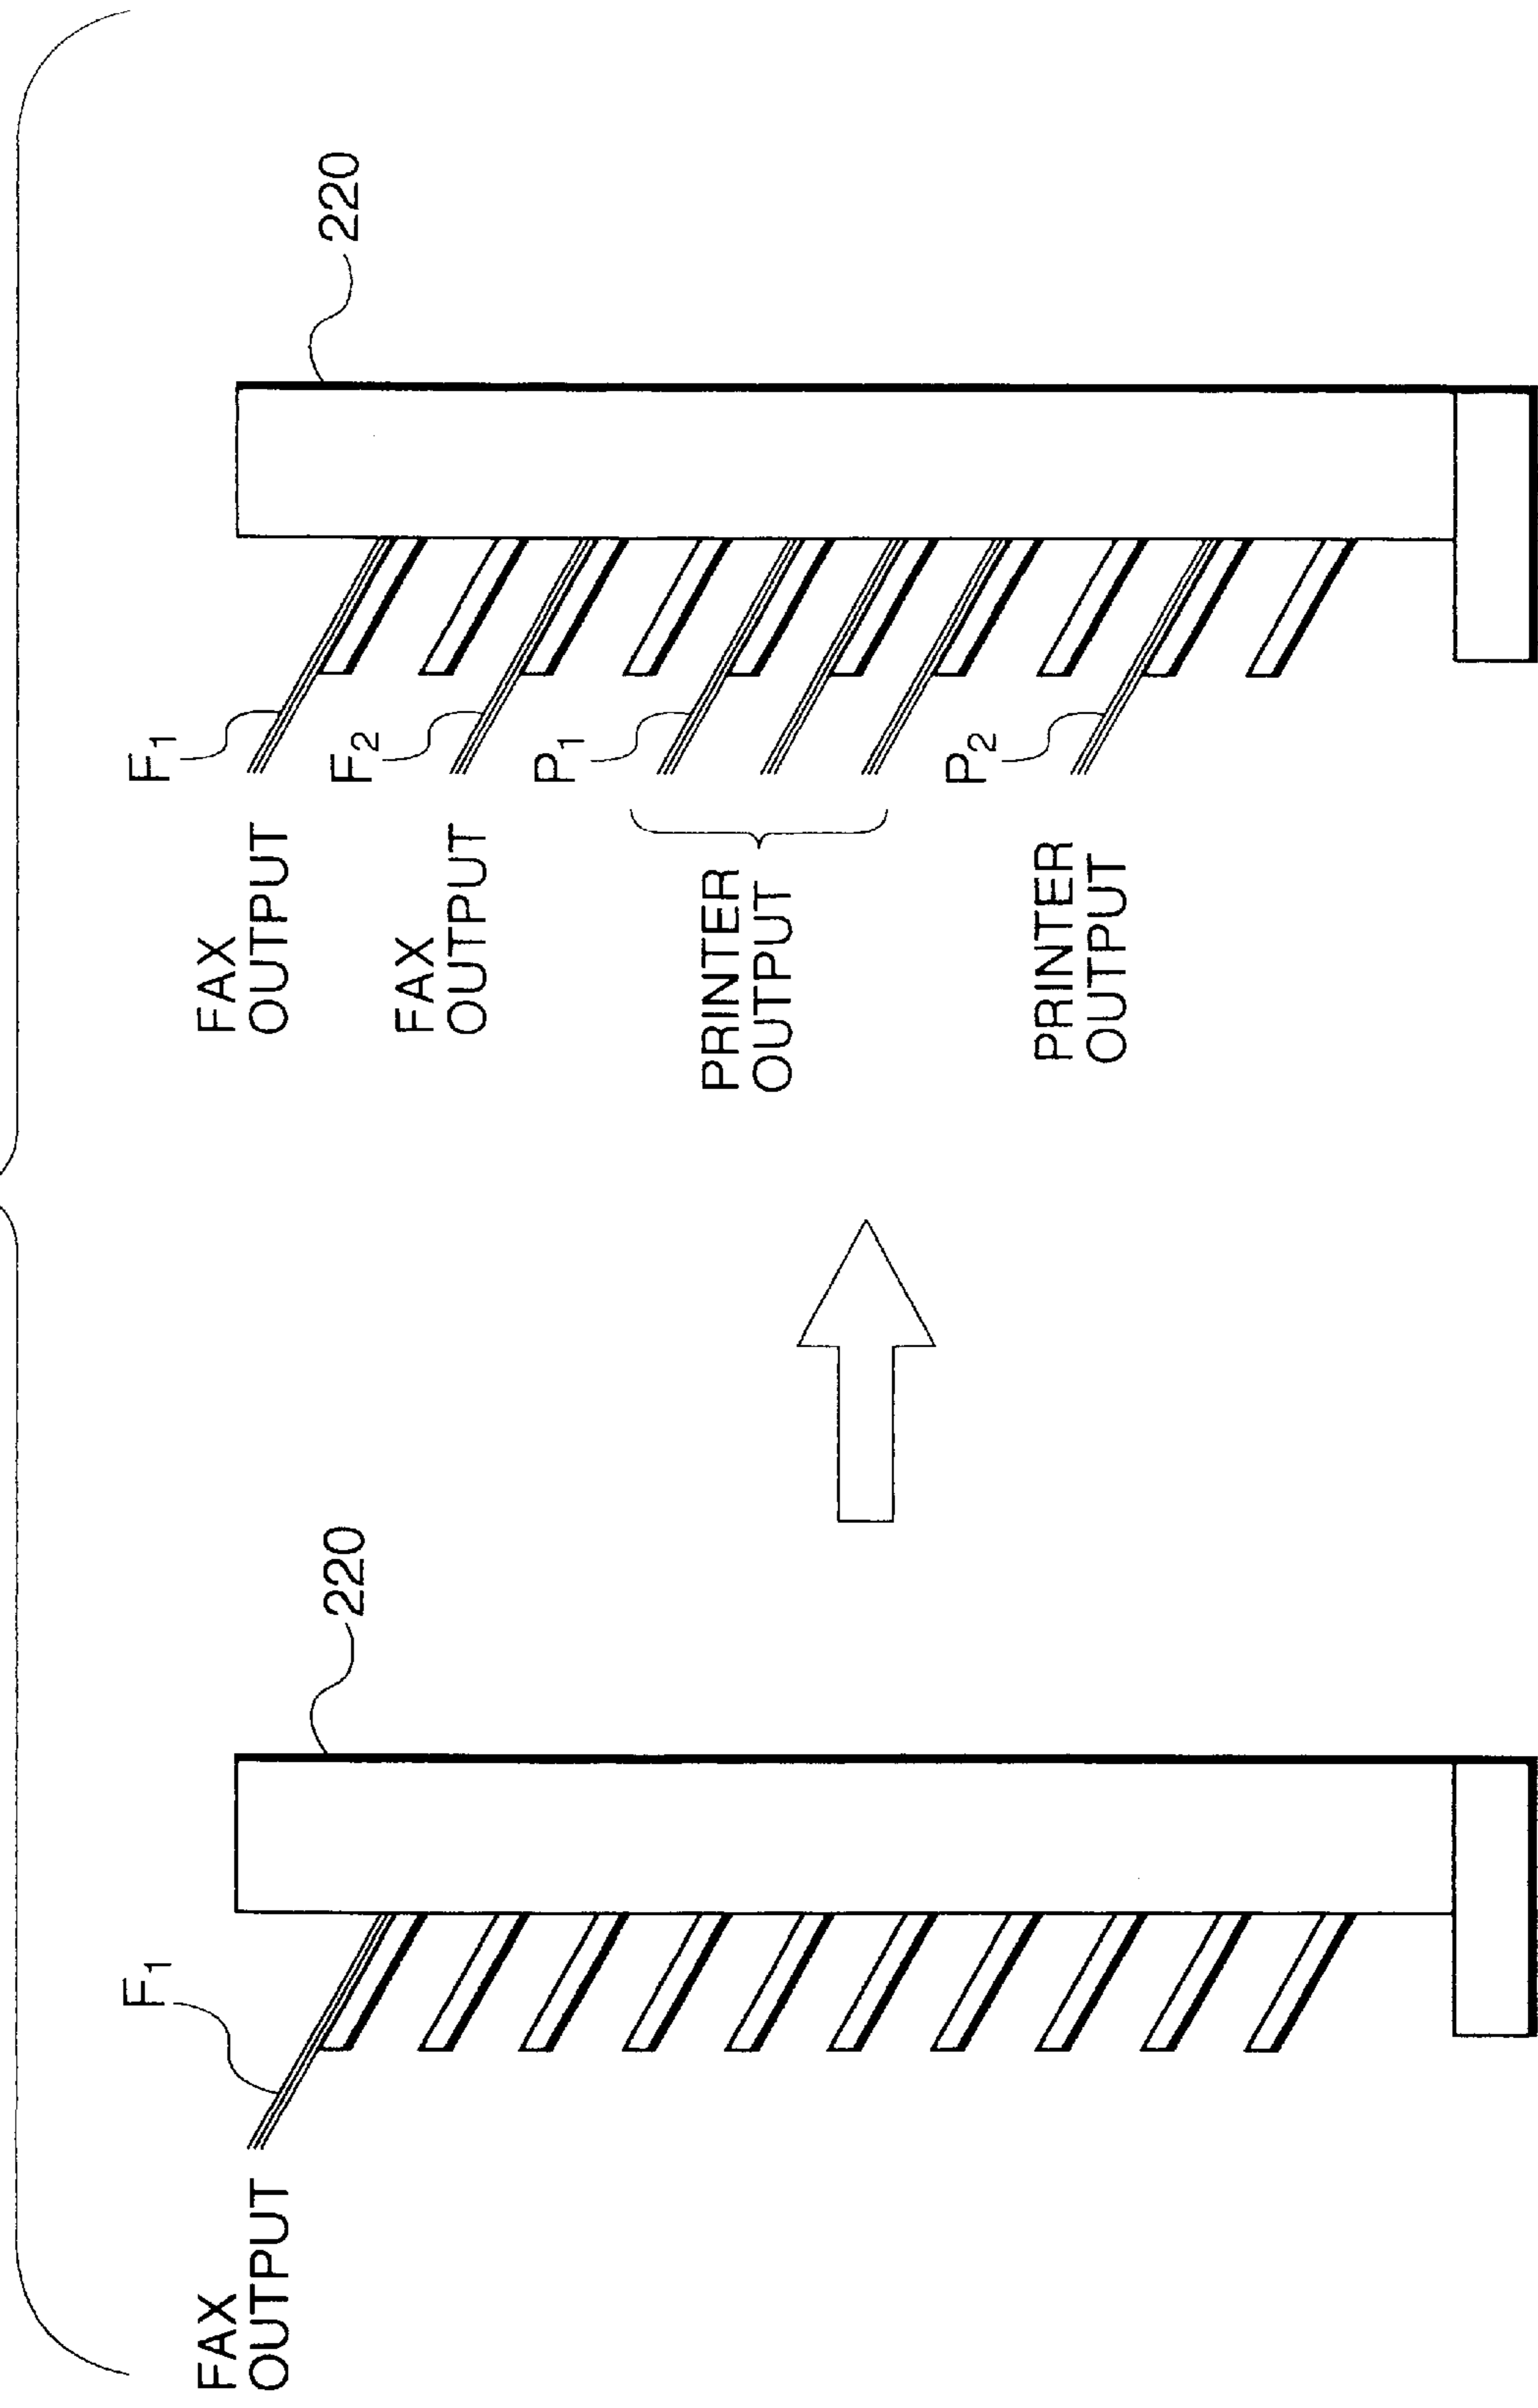 FAX
OUTPUT
F1
220
FAX
OUTPUT
F1
FAX
OUTPUT
F2
PRINTER
OUTPUT
P1
PRINTER
OUTPUT
P2
220